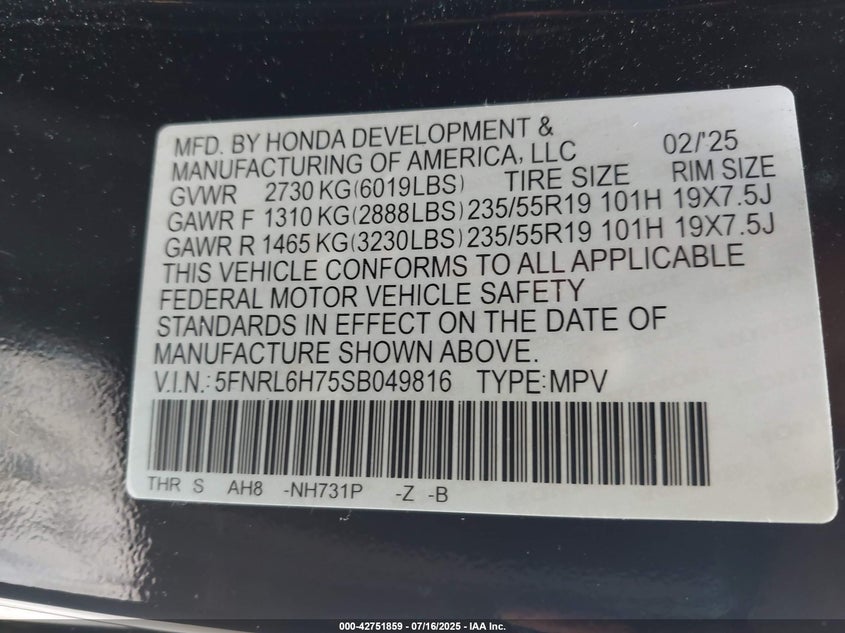 MFD. BY HONDA DEVELOPMENT & 
MANUFACTURING OF AMERICA, LLC 02/'25
GVWR 2730 KG(6019LBS) TIRE SIZE RIM SIZE
GAWR F 1310 KG(2888LBS) 235/55R19 101H 19X7.5J
GAWR R 1465 KG(3230LBS) 235/55R19 101H 19X7.5J
THIS VEHICLE CONFORMS TO ALL APPLICABLE
FEDERAL MOTOR VEHICLE SAFETY
STANDARDS IN EFFECT ON THE DATE OF
MANUFACTURE SHOWN ABOVE.
V.I.N.: 5FNRL6H75SB049816 TYPE: MPV
THR S AH8 -NH731P -Z -B
000-42751859 - 07/16/2025 - IAA Inc.